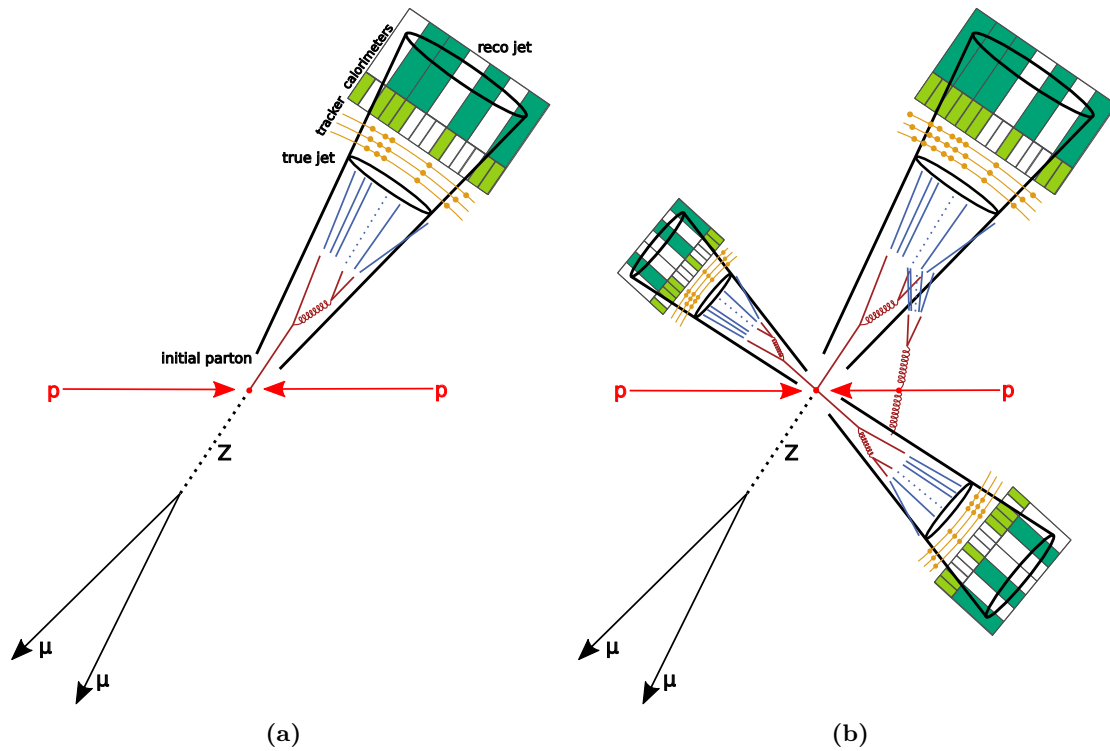 reco jet
calorimeters
tracker
true jet
initial parton
p
p
Z
μ
μ
(a)
p
p
Z
μ
μ
(b)